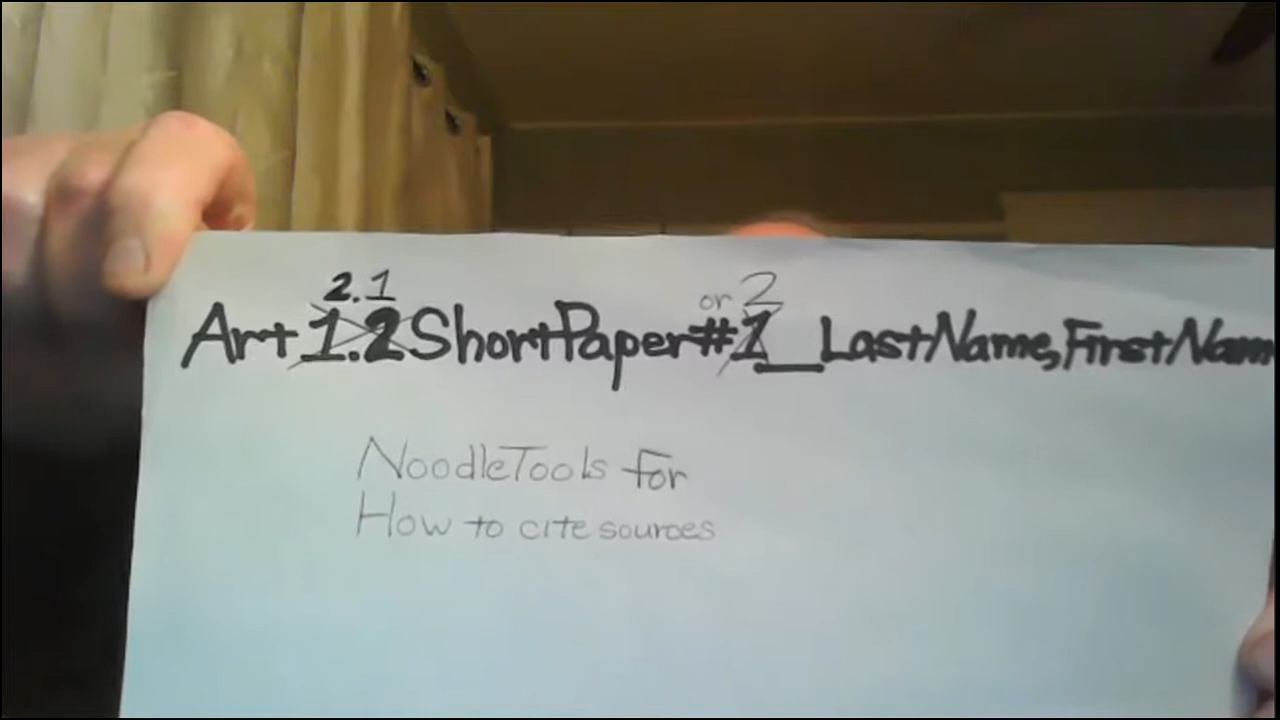 2.1 or 2
Art 1.2 ShortPaper#1_LastName,FirstNam
NoodleTools for
How to cite sources